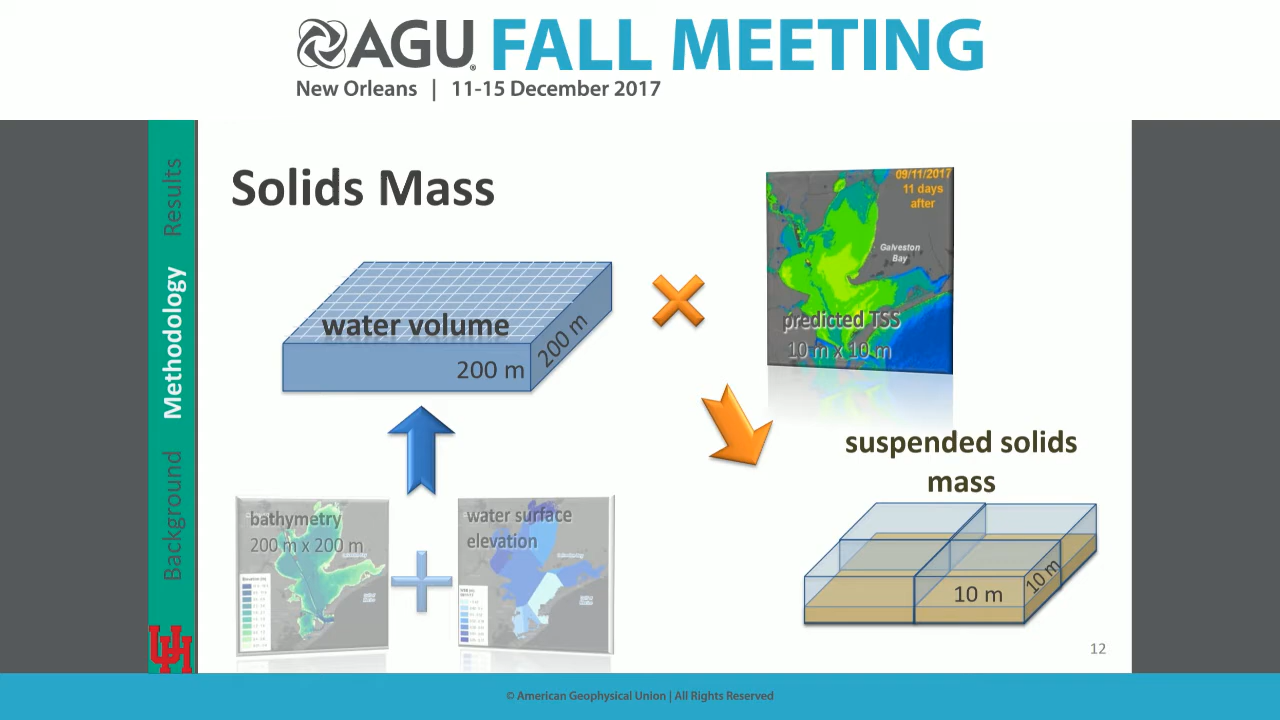 AGU FALL MEETING
New Orleans | 11-15 December 2017
Results
Methodology
Background
Solids Mass
09/11/2017
11 days
after
Galveston
Bay
predicted TSS
10 m x 10 m
water volume
200 m
200 m
suspended solids
mass
bathymetry
200 m x 200 m
water surface
elevation
10 m
10 m
UH
12
© American Geophysical Union | All Rights Reserved